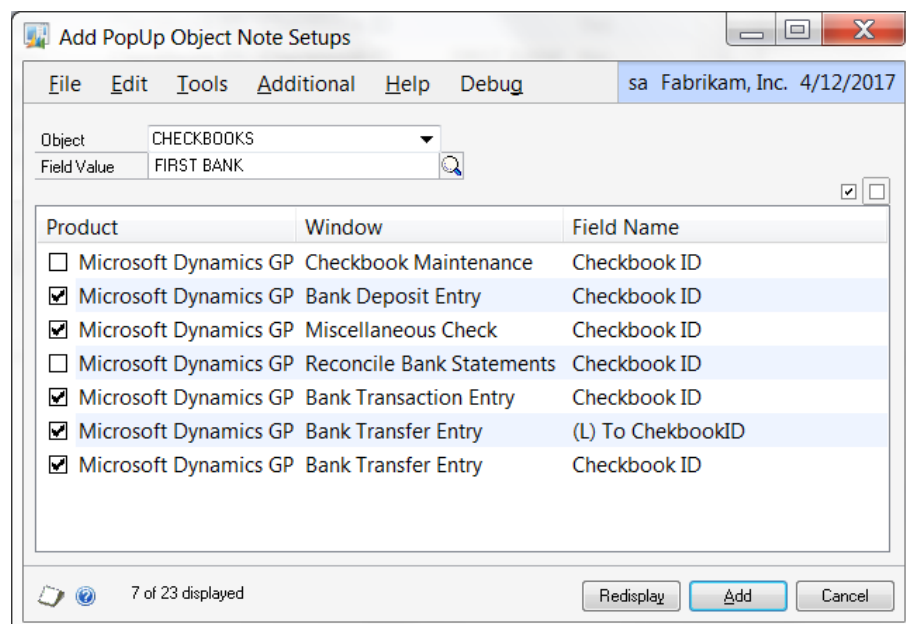 Add PopUp Object Note Setups
File Edit Tools Additional Help Debug sa Fabrikam, Inc. 4/12/2017
Object CHECKBOOKS
Field Value FIRST BANK
Product Window Field Name
Microsoft Dynamics GP Checkbook Maintenance Checkbook ID
Microsoft Dynamics GP Bank Deposit Entry Checkbook ID
Microsoft Dynamics GP Miscellaneous Check Checkbook ID
Microsoft Dynamics GP Reconcile Bank Statements Checkbook ID
Microsoft Dynamics GP Bank Transaction Entry Checkbook ID
Microsoft Dynamics GP Bank Transfer Entry (L) To ChekbookID
Microsoft Dynamics GP Bank Transfer Entry Checkbook ID
7 of 23 displayed Redisplay Add Cancel